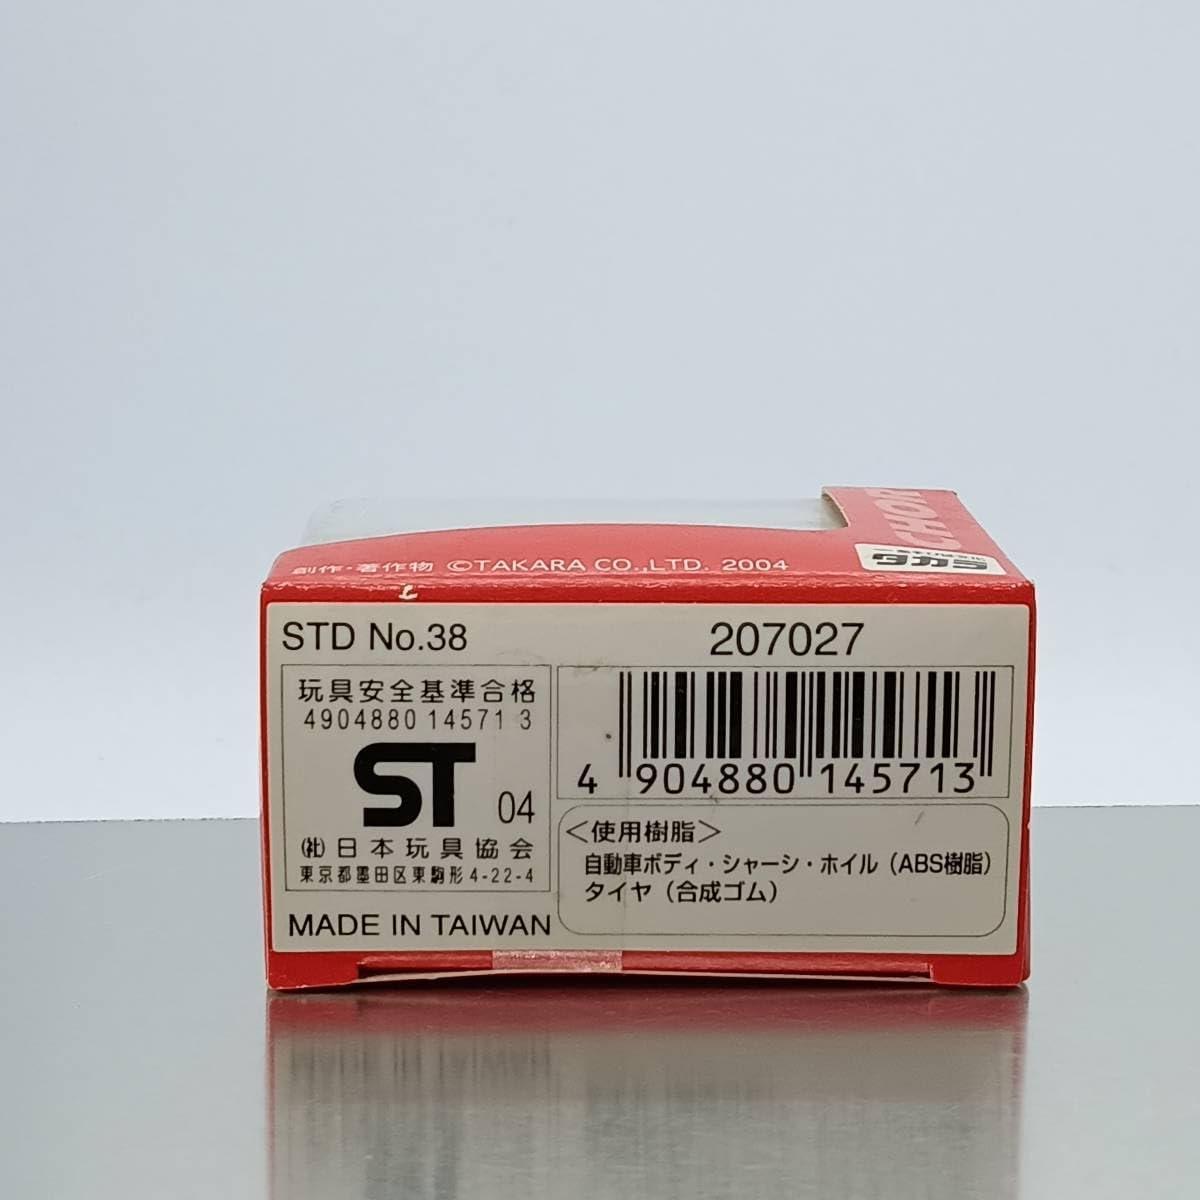 CHOR
タカラ
創作・著作物 ©TAKARA CO.,LTD. 2004
STD No.38
207027
玩具安全基準合格
4904880 14571 3
ST 04
(社)日本玩具協会
東京都墨田区東駒形4-22-4
MADE IN TAIWAN
4 904880 145713
＜使用樹脂＞
自動車ボディ・シャーシ・ホイル（ABS樹脂）
タイヤ（合成ゴム）